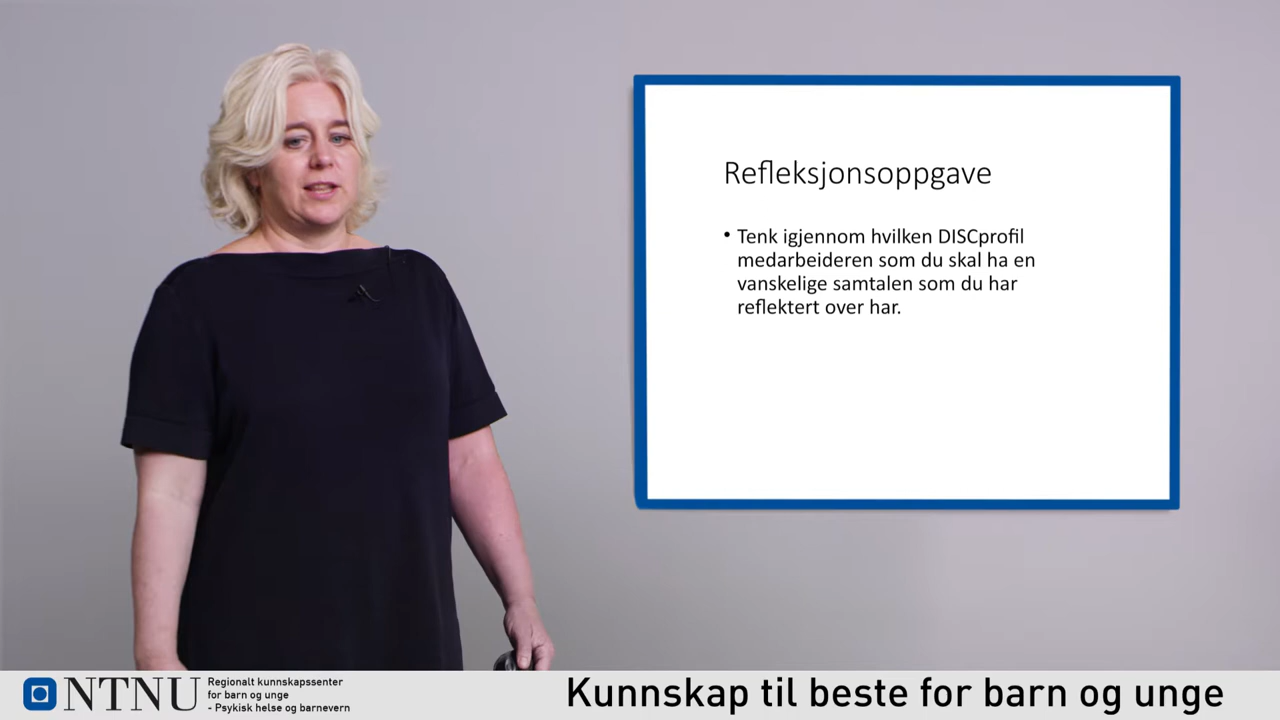 Refleksjonsoppgave
• Tenk igjennom hvilken DISCprofil
medarbeideren som du skal ha en
vanskelige samtalen som du har
reflektert over har.
NTNU
Regionalt kunnskapssenter
for barn og unge
- Psykisk helse og barnevern
Kunnskap til beste for barn og unge